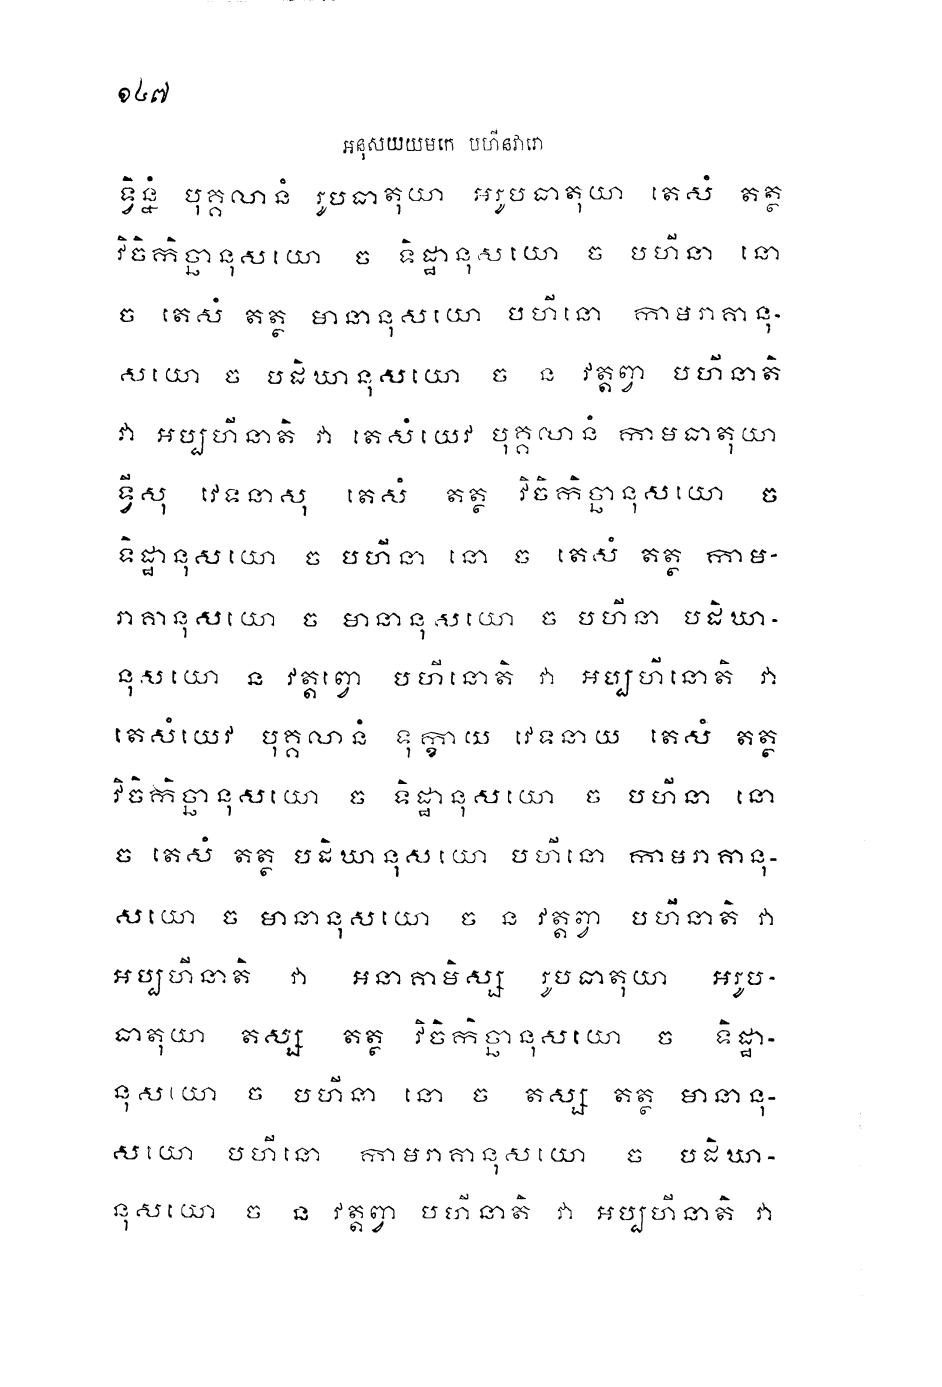 ១៤៧
អនុសយយមកេ បហីនវារោ
ទ្វិន្នំ បុគ្គលានំ រូបធាតុយា អរូបធាតុយា តេសំ តត្ថ
វិចិកិច្ឆានុសយោ ច ទិដ្ឋានុសយោ ច បហីនា នោ
ច តេសំ តត្ថ មានានុសយោ បហីនោ កាមរាគានុ-
សយោ ច បដិឃានុសយោ ច ន វត្តព្វា បហីនាតិ
វា អប្បហីនាតិ វា តេសំយេវ បុគ្គលានំ កាមធាតុយា
ទ្វីសុ វេទនាសុ តេសំ តត្ថ វិចិកិច្ឆានុសយោ ច
ទិដ្ឋានុសយោ ច បហីនា នោ ច តេសំ តត្ថ កាម-
រាគានុសយោ ច មានានុសយោ ច បហីនា បដិឃា-
នុសយោ ន វត្តព្វោ បហីនោតិ វា អប្បហីនោតិ វា
តេសំយេវ បុគ្គលានំ ទុក្ខាយ វេទនាយ តេសំ តត្ថ
វិចិកិច្ឆានុសយោ ច ទិដ្ឋានុសយោ ច បហីនា នោ
ច តេសំ តត្ថ បដិឃានុសយោ បហីនោ កាមរាគានុ-
សយោ ច មានានុសយោ ច ន វត្តព្វា បហីនាតិ វា
អប្បហីនាតិ វា អនាគាមិស្ស រូបធាតុយា អរូប-
ធាតុយា តស្ស តត្ថ វិចិកិច្ឆានុសយោ ច ទិដ្ឋា-
នុសយោ ច បហីនា នោ ច តស្ស តត្ថ មានានុ-
សយោ បហីនោ កាមរាគានុសយោ ច បដិឃា-
នុសយោ ច ន វត្តព្វា បហីនាតិ វា អប្បហីនាតិ វា